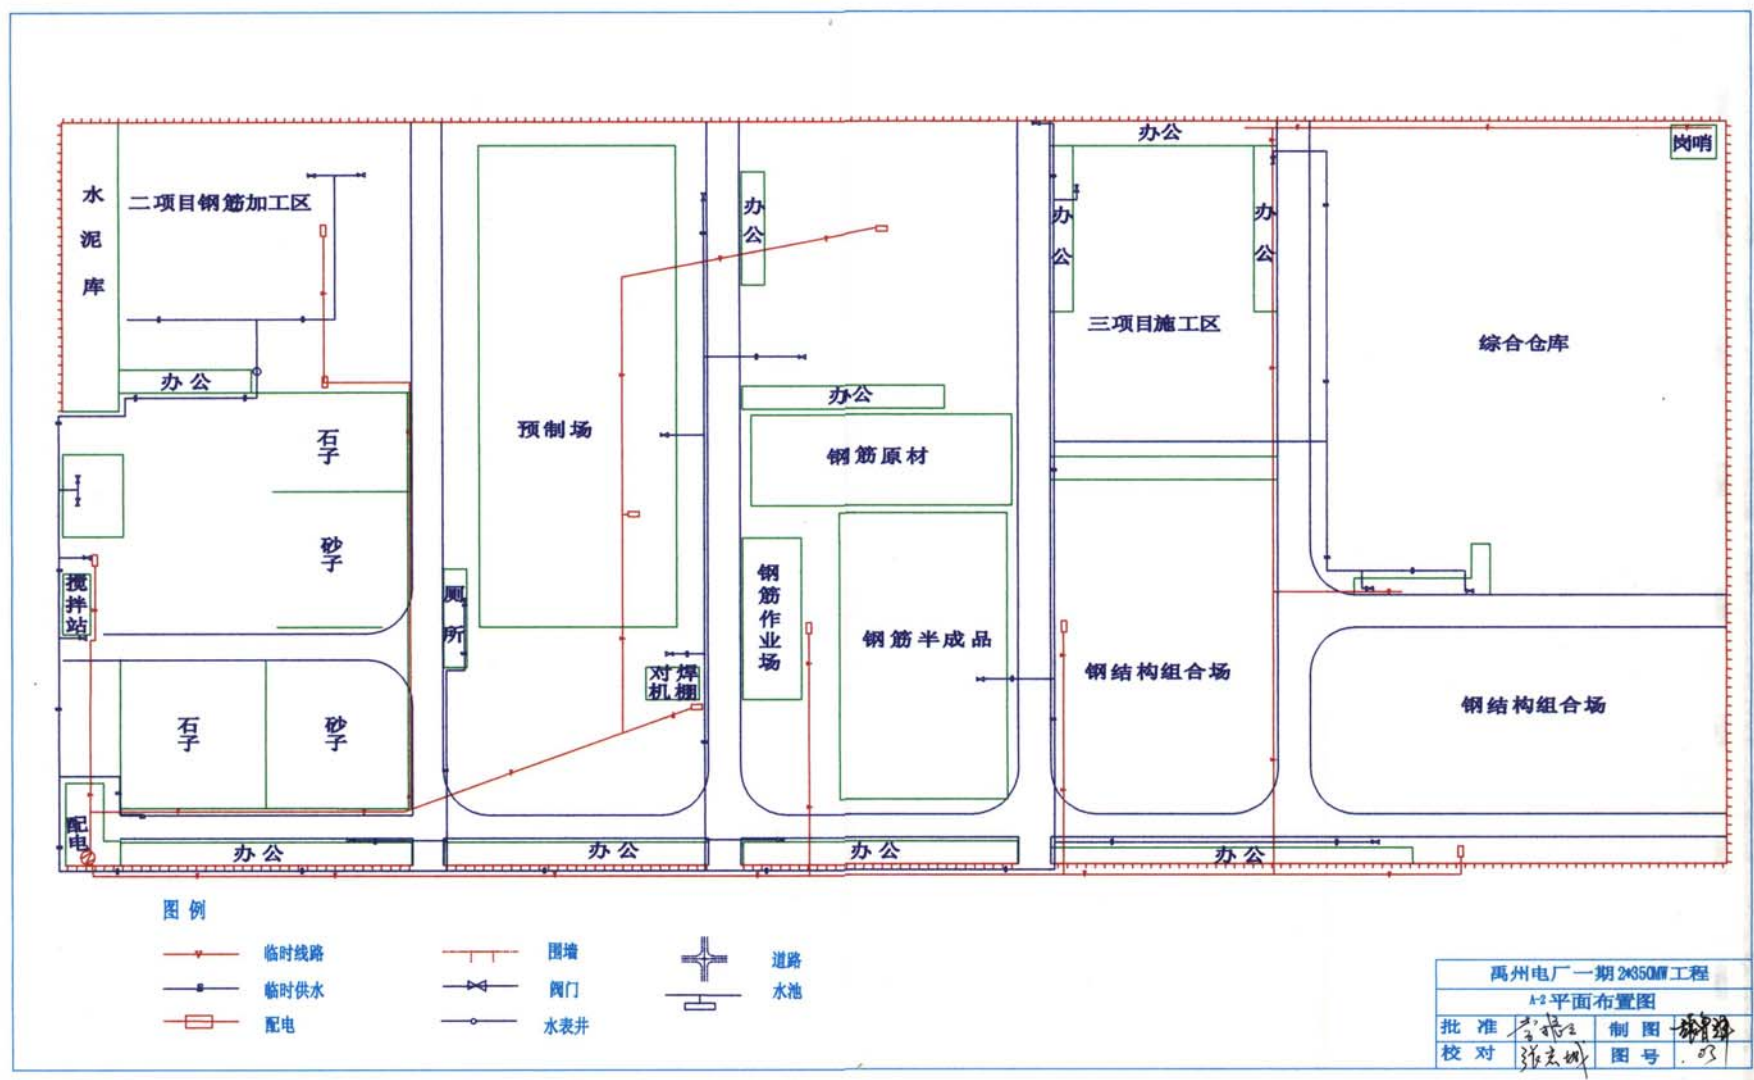 办公
岗哨
水泥库
二项目钢筋加工区
办公
办公
办公
三项目施工区
综合仓库
办公
办公
石子
预制场
钢筋原材
砂子
搅拌站
厕所
钢筋作业场
钢筋半成品
对焊
机棚
钢结构组合场
钢结构组合场
石子
砂子
配电
办公
办公
办公
办公
图例
临时线路
围墙
道路
临时供水
阀门
水池
配电
水表井
禹州电厂一期2*350MW工程
A-2平面布置图
批准
制图
校对
张宏城
图号
03